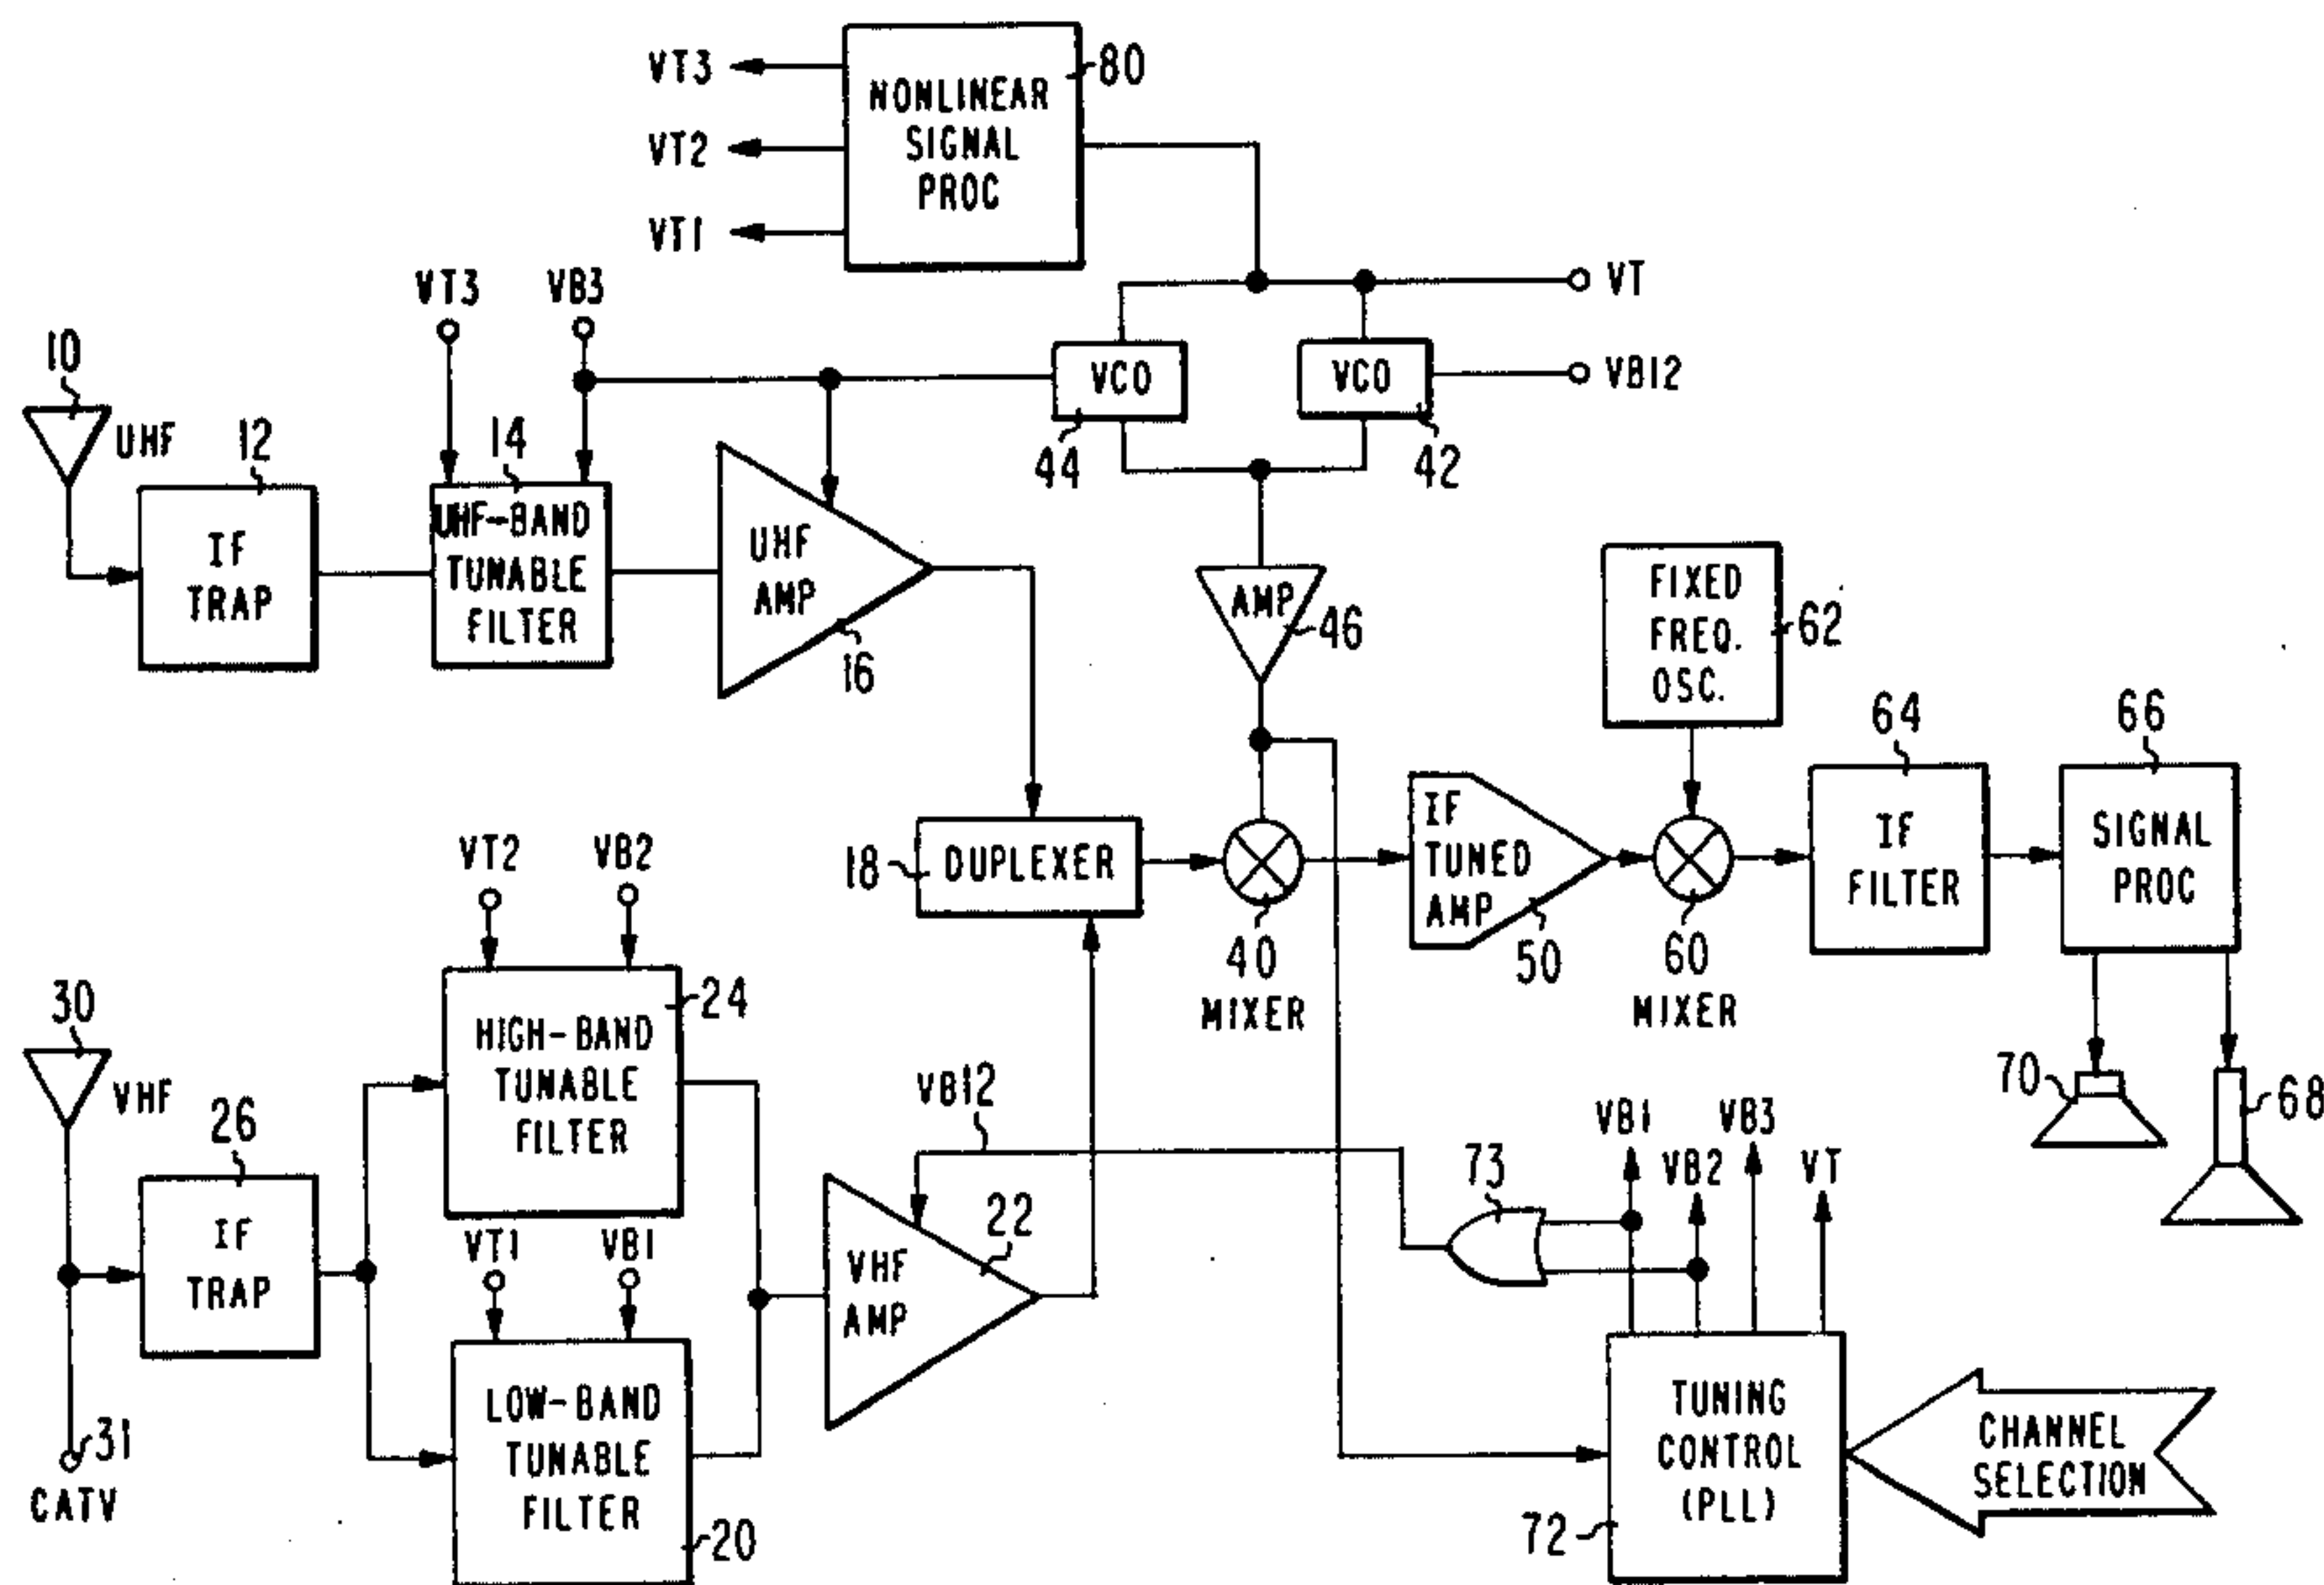 VT3
VT2
VT1
NONLINEAR
SIGNAL
PROC
80
VT3
VB3
VT
VB12
VCO
44
VCO
42
10
UHF
12
IF
TRAP
14
UHF-BAND
TUNABLE
FILTER
UHF
AMP
16
AMP
46
FIXED
FREQ.
OSC.
62
18
DUPLEXER
40
MIXER
IF
TUNED
AMP
50
60
MIXER
64
IF
FILTER
66
SIGNAL
PROC
70
68
VT2
VB2
HIGH-BAND
TUNABLE
FILTER
24
30
VHF
26
IF
TRAP
31
CATV
VT1
VB1
LOW-BAND
TUNABLE
FILTER
20
VB12
VHF
AMP
22
73
VB1
VB2
VB3
VT
TUNING
CONTROL
(PLL)
72
CHANNEL
SELECTION